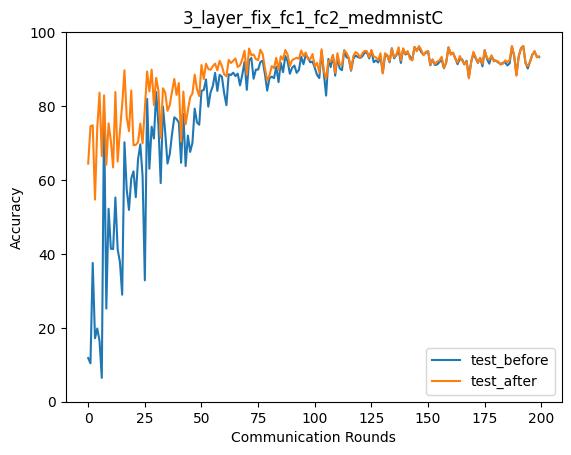 3_layer_fix_fc1_fc2_medmnistC
100
80
60
40
20
0
Accuracy
0 25 50 75 100 125 150 175 200
Communication Rounds
test_before
test_after